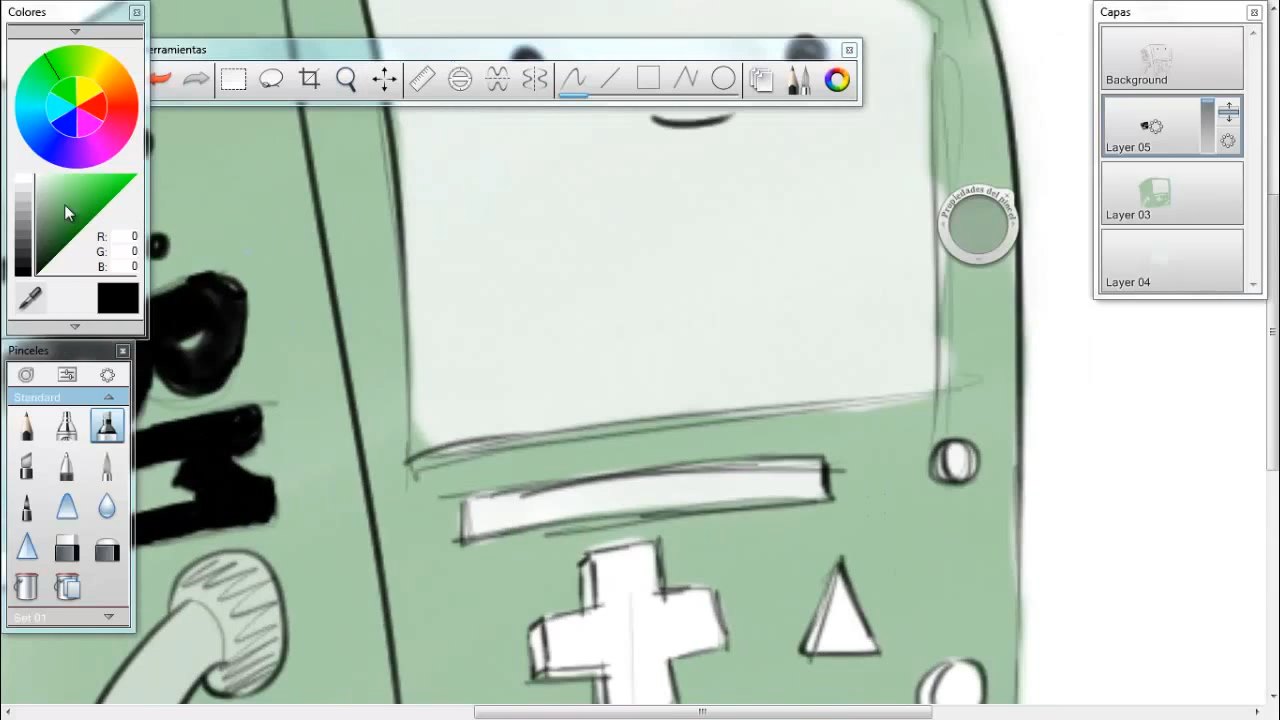 Colores
erramientas
Capas
Background
Layer 05
Layer 03
Layer 04
Propiedades del pincel
R: 0
G: 0
B: 0
Pinceles
Standard
Set 01